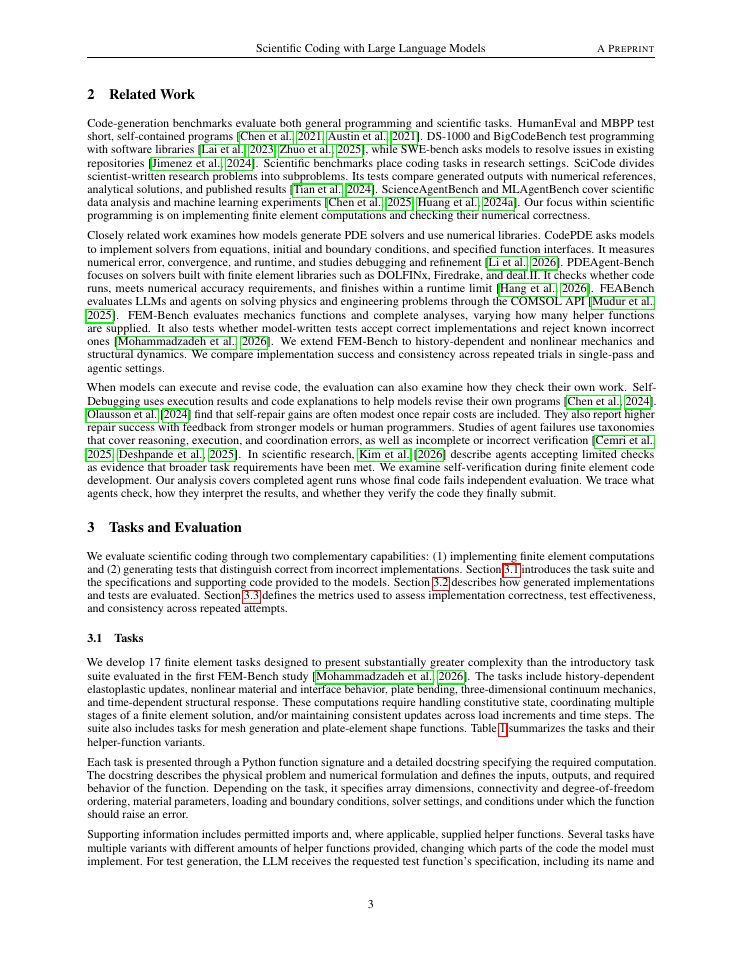 Scientific Coding with Large Language Models
A PREPRINT
2 Related Work
Code-generation benchmarks evaluate both general programming and scientific tasks. HumanEval and MBPP test
short, self-contained programs [Chen et al., 2021, Austin et al., 2021]. DS-1000 and BigCodeBench test programming
with software libraries [Lai et al., 2023, Zhuo et al., 2025], while SWE-bench asks models to resolve issues in existing
repositories [Jimenez et al., 2024]. Scientific benchmarks place coding tasks in research settings. SciCode divides
scientist-written research problems into subproblems. Its tests compare generated outputs with numerical references,
analytical solutions, and published results [Tian et al., 2024]. ScienceAgentBench and MLAgentBench cover scientific
data analysis and machine learning experiments [Chen et al., 2025, Huang et al., 2024a]. Our focus within scientific
programming is on implementing finite element computations and checking their numerical correctness.
Closely related work examines how models generate PDE solvers and use numerical libraries. CodePDE asks models
to implement solvers from equations, initial and boundary conditions, and specified function interfaces. It measures
numerical error, convergence, and runtime, and studies debugging and refinement [Li et al., 2026]. PDEAgent-Bench
focuses on solvers built with finite element libraries such as DOLFINx, Firedrake, and deal.II. It checks whether code
runs, meets numerical accuracy requirements, and finishes within a runtime limit [Hang et al., 2026]. FEABench
evaluates LLMs and agents on solving physics and engineering problems through the COMSOL API [Mudur et al.,
2025]. FEM-Bench evaluates mechanics functions and complete analyses, varying how many helper functions
are supplied. It also tests whether model-written tests accept correct implementations and reject known incorrect
ones [Mohammadzadeh et al., 2026]. We extend FEM-Bench to history-dependent and nonlinear mechanics and
structural dynamics. We compare implementation success and consistency across repeated trials in single-pass and
agentic settings.
When models can execute and revise code, the evaluation can also examine how they check their own work. Self-
Debugging uses execution results and code explanations to help models revise their own programs [Chen et al., 2024].
Olausson et al. [2024] find that self-repair gains are often modest once repair costs are included. They also report higher
repair success with feedback from stronger models or human programmers. Studies of agent failures use taxonomies
that cover reasoning, execution, and coordination errors, as well as incomplete or incorrect verification [Cemri et al.,
2025, Deshpande et al., 2025]. In scientific research, Kim et al. [2026] describe agents accepting limited checks
as evidence that broader task requirements have been met. We examine self-verification during finite element code
development. Our analysis covers completed agent runs whose final code fails independent evaluation. We trace what
agents check, how they interpret the results, and whether they verify the code they finally submit.
3 Tasks and Evaluation
We evaluate scientific coding through two complementary capabilities: (1) implementing finite element computations
and (2) generating tests that distinguish correct from incorrect implementations. Section 3.1 introduces the task suite and
the specifications and supporting code provided to the models. Section 3.2 describes how generated implementations
and tests are evaluated. Section 3.3 defines the metrics used to assess implementation correctness, test effectiveness,
and consistency across repeated attempts.
3.1 Tasks
We develop 17 finite element tasks designed to present substantially greater complexity than the introductory task
suite evaluated in the first FEM-Bench study [Mohammadzadeh et al., 2026]. The tasks include history-dependent
elastoplastic updates, nonlinear material and interface behavior, plate bending, three-dimensional continuum mechanics,
and time-dependent structural response. These computations require handling constitutive state, coordinating multiple
stages of a finite element solution, and/or maintaining consistent updates across load increments and time steps. The
suite also includes tasks for mesh generation and plate-element shape functions. Table 1 summarizes the tasks and their
helper-function variants.
Each task is presented through a Python function signature and a detailed docstring specifying the required computation.
The docstring describes the physical problem and numerical formulation and defines the inputs, outputs, and required
behavior of the function. Depending on the task, it specifies array dimensions, connectivity and degree-of-freedom
ordering, material parameters, loading and boundary conditions, solver settings, and conditions under which the function
should raise an error.
Supporting information includes permitted imports and, where applicable, supplied helper functions. Several tasks have
multiple variants with different amounts of helper functions provided, changing which parts of the code the model must
implement. For test generation, the LLM receives the requested test function's specification, including its name and
3